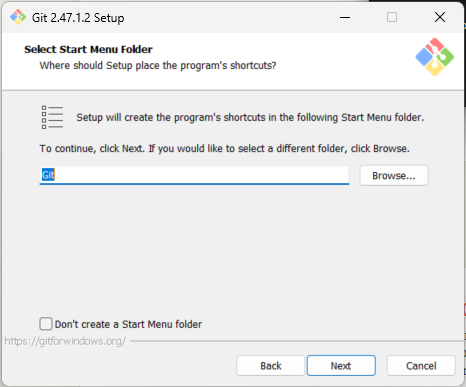 Git 2.47.1.2 Setup
Select Start Menu Folder
Where should Setup place the program's shortcuts?
Setup will create the program's shortcuts in the following Start Menu folder.
To continue, click Next. If you would like to select a different folder, click Browse.
Git
Browse...
Don't create a Start Menu folder
https://gitforwindows.org/
Back
Next
Cancel